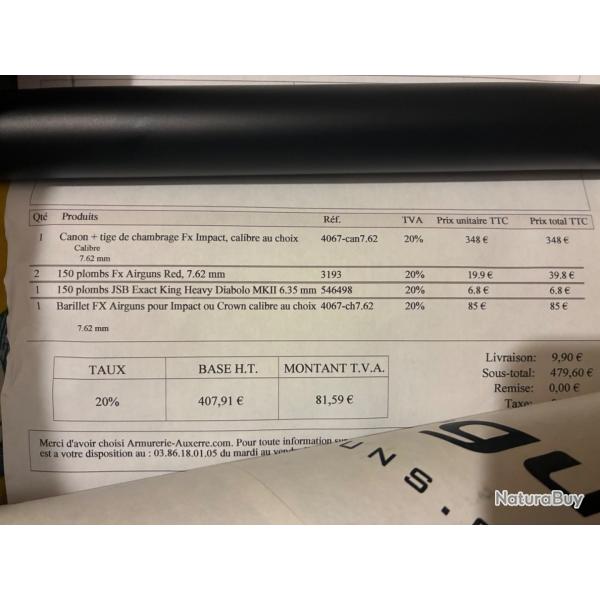 Qté Produits Réf. TVA Prix unitaire TTC Prix total TTC
1 Canon + tige de chambrage Fx Impact, calibre au choix 4067-can7.62 20% 348 € 348 €
Calibre
7.62 mm
2 150 plombs Fx Airguns Red, 7.62 mm 3193 20% 19.9 € 39.8 €
1 150 plombs JSB Exact King Heavy Diabolo MKII 6.35 mm 546498 20% 6.8 € 6.8 €
1 Barillet FX Airguns pour Impact ou Crown calibre au choix 4067-ch7.62 20% 85 € 85 €
7.62 mm
TAUX BASE H.T. MONTANT T.V.A.
20% 407,91 € 81,59 €
Livraison: 9,90 €
Sous-total: 479,60 €
Remise: 0,00 €
Taxe
Merci d'avoir choisi Armurerie-Auxerre.com. Pour toute information
est a votre disposition au : 03.86.18.01.05 du mardi au
UNS.
NaturaBuy